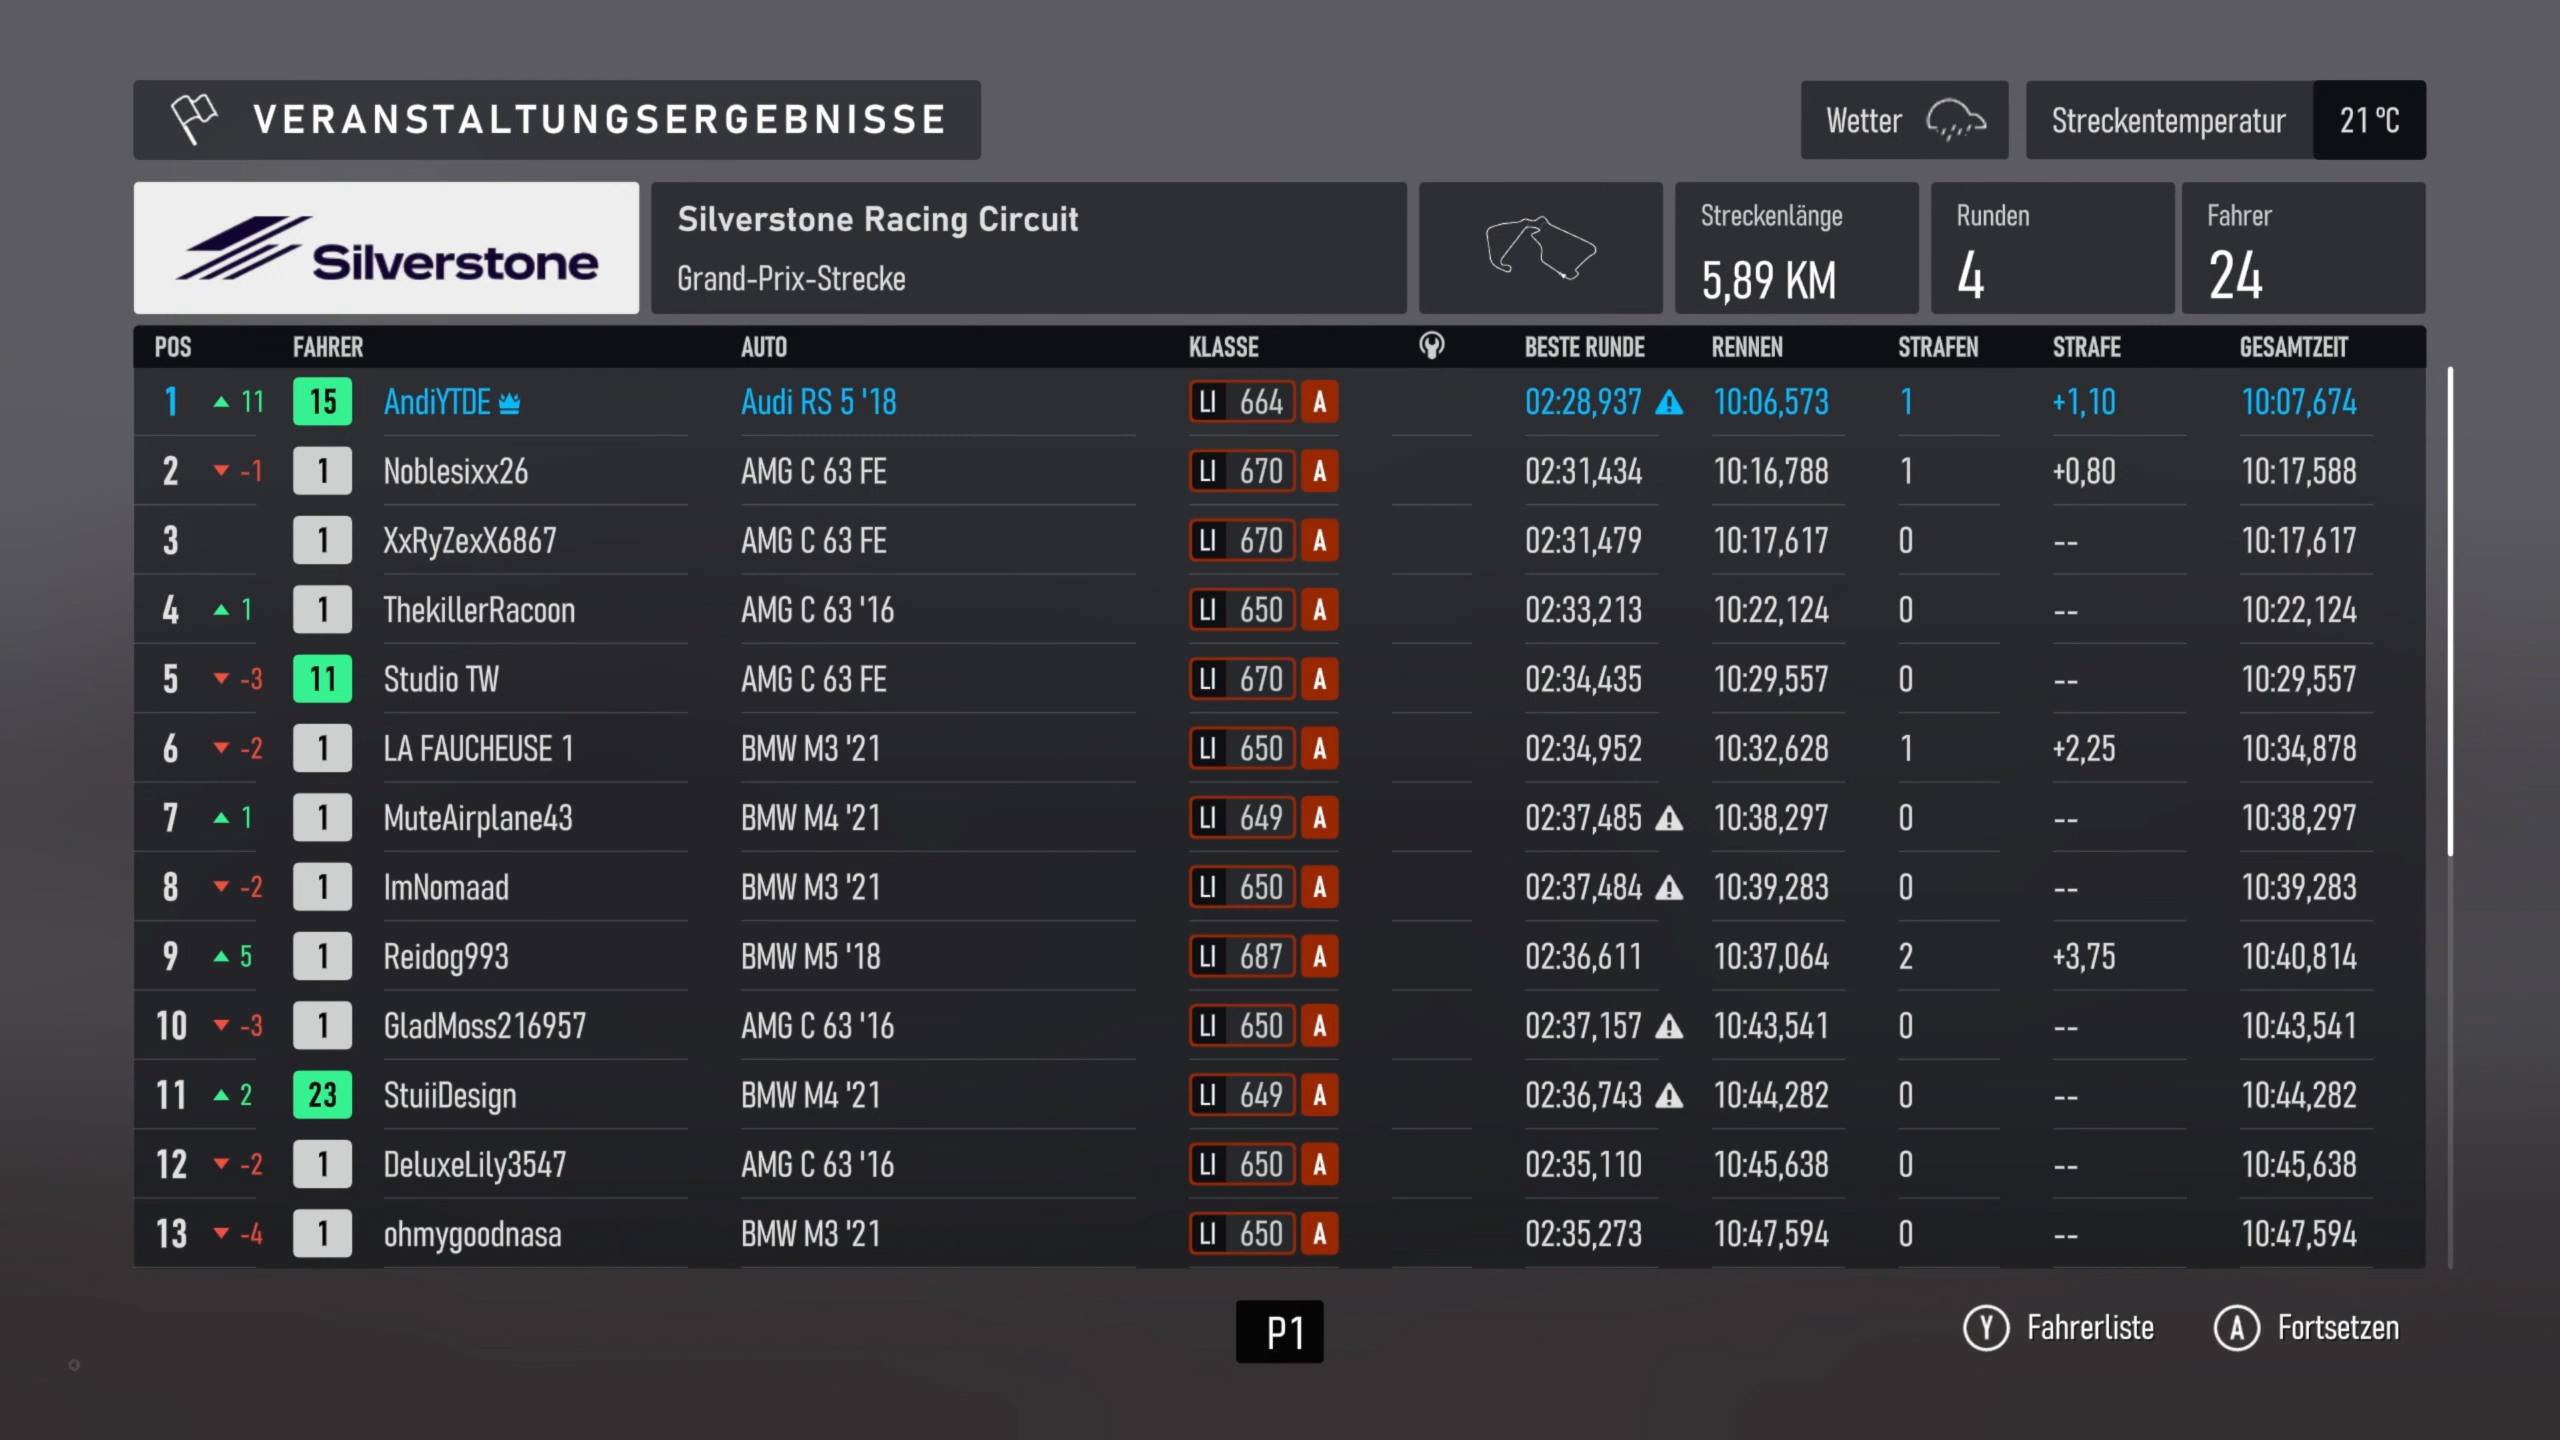 VERANSTALTUNGSERGEBNISSE
Wetter
Streckentemperatur 21 °C
Silverstone
Silverstone Racing Circuit
Grand-Prix-Strecke
Streckenlänge
5,89 KM
Runden
4
Fahrer
24
POS FAHRER AUTO KLASSE BESTE RUNDE RENNEN STRAFEN STRAFE GESAMTZEIT
1 11 15 AndiYTDE Audi RS 5 '18 LI 664 A 02:28,937 10:06,573 1 +1,10 10:07,674
2 -1 1 Noblesixx26 AMG C 63 FE LI 670 A 02:31,434 10:16,788 1 +0,80 10:17,588
3 1 XxRyZexX6867 AMG C 63 FE LI 670 A 02:31,479 10:17,617 0 -- 10:17,617
4 1 1 ThekillerRacoon AMG C 63 '16 LI 650 A 02:33,213 10:22,124 0 -- 10:22,124
5 -3 11 Studio TW AMG C 63 FE LI 670 A 02:34,435 10:29,557 0 -- 10:29,557
6 -2 1 LA FAUCHEUSE 1 BMW M3 '21 LI 650 A 02:34,952 10:32,628 1 +2,25 10:34,878
7 1 1 MuteAirplane43 BMW M4 '21 LI 649 A 02:37,485 10:38,297 0 -- 10:38,297
8 -2 1 ImNomaad BMW M3 '21 LI 650 A 02:37,484 10:39,283 0 -- 10:39,283
9 5 1 Reidog993 BMW M5 '18 LI 687 A 02:36,611 10:37,064 2 +3,75 10:40,814
10 -3 1 GladMoss216957 AMG C 63 '16 LI 650 A 02:37,157 10:43,541 0 -- 10:43,541
11 2 23 StuiiDesign BMW M4 '21 LI 649 A 02:36,743 10:44,282 0 -- 10:44,282
12 -2 1 DeluxeLily3547 AMG C 63 '16 LI 650 A 02:35,110 10:45,638 0 -- 10:45,638
13 -4 1 ohmygoodnasa BMW M3 '21 LI 650 A 02:35,273 10:47,594 0 -- 10:47,594
P1
Y Fahrerliste A Fortsetzen